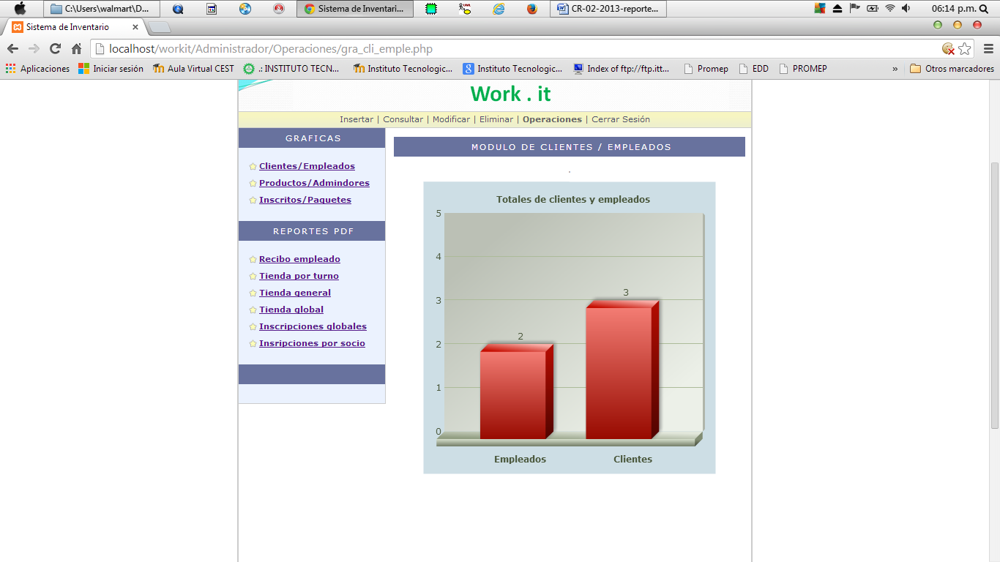 C:\Users\walmart\D...
Sistema de Inventari...
UML
CR-02-2013-reporte...
06:14 p.m.
Sistema de Inventario
localhost/workit/Administrador/Operaciones/gra_cli_emple.php
Aplicaciones
Iniciar sesión
Aula Virtual CEST
.: INSTITUTO TECN...
Instituto Tecnologic...
Instituto Tecnologic...
Index of ftp://ftp.itt...
Promep
EDD
PROMEP
»
Otros marcadores
Work . it
Insertar | Consultar | Modificar | Eliminar | Operaciones | Cerrar Sesión
GRAFICAS
Clientes/Empleados
Productos/Admindores
Inscritos/Paquetes
REPORTES PDF
Recibo empleado
Tienda por turno
Tienda general
Tienda global
Inscripciones globales
Insripciones por socio
MODULO DE CLIENTES / EMPLEADOS
.
Totales de clientes y empleados
5
4
3
2
1
0
2
3
Empleados
Clientes